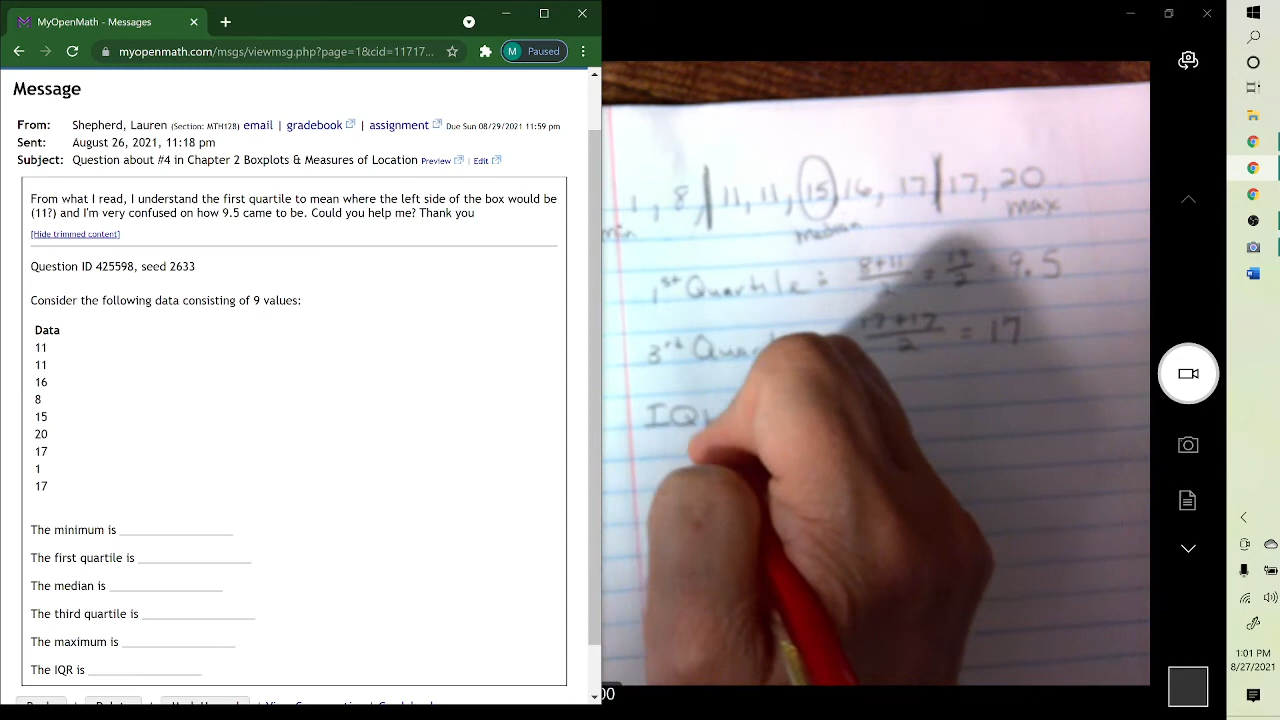 MyOpenMath - Messages
myopenmath.com/msgs/viewmsg.php?page=1&cid=11717...
Paused
Message
From: Shepherd, Lauren (Section: MTH128) email | gradebook | assignment Due Sun 08/29/2021 11:59 pm
Sent: August 26, 2021, 11:18 pm
Subject: Question about #4 in Chapter 2 Boxplots & Measures of Location Preview | Edit
From what I read, I understand the first quartile to mean where the left side of the box would be
(11?) and I'm very confused on how 9.5 came to be. Could you help me? Thank you
[Hide trimmed content]
Question ID 425598, seed 2633
Consider the following data consisting of 9 values:
Data
11
11
16
8
15
20
17
1
17
The minimum is
The first quartile is
The median is
The third quartile is
The maximum is
The IQR is
1, 8, 11, 11, 15, 16, 17, 17, 20
min median max
1st Quartile = 8+11 / 2 = 19 / 2 = 9.5
3rd Quar 17+17 / 2 = 17
IQ
00
1:01 PM
8/27/2021